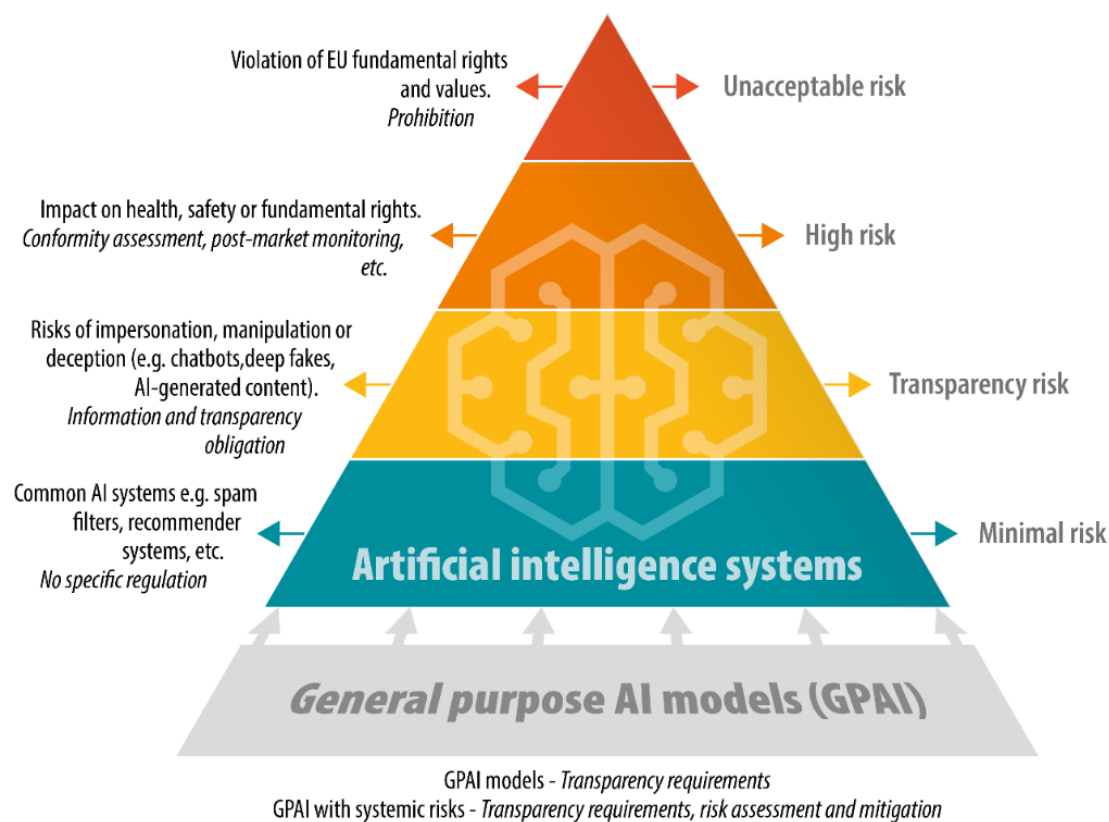 Violation of EU fundamental rights
and values.
Prohibition
Unacceptable risk
Impact on health, safety or fundamental rights.
Conformity assessment, post-market monitoring,
etc.
High risk
Risks of impersonation, manipulation or
deception (e.g. chatbots,deep fakes,
AI-generated content).
Information and transparency
obligation
Transparency risk
Common AI systems e.g. spam
filters, recommender
systems, etc.
No specific regulation
Minimal risk
Artificial intelligence systems
General purpose AI models (GPAI)
GPAI models - Transparency requirements
GPAI with systemic risks - Transparency requirements, risk assessment and mitigation